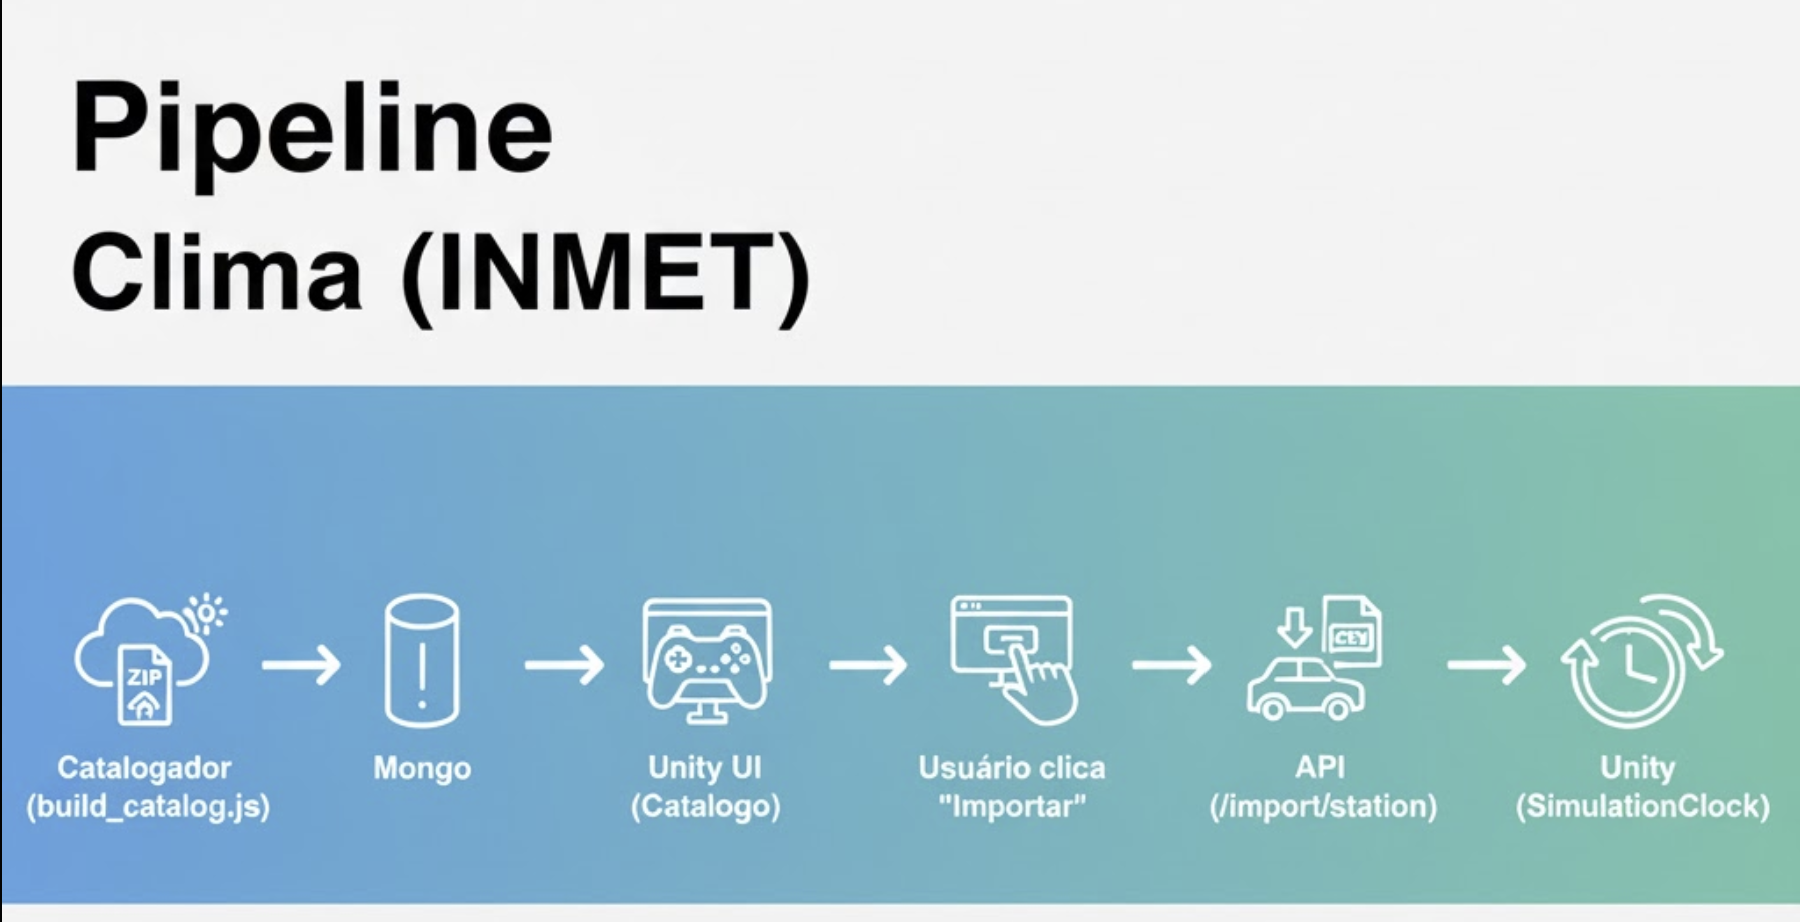 Pipeline
Clima (INMET)
ZIP
Catalogador
(build_catalog.js)
Mongo
Unity UI
(Catalogo)
Usuário clica
"Importar"
API
(/import/station)
Unity
(SimulationClock)